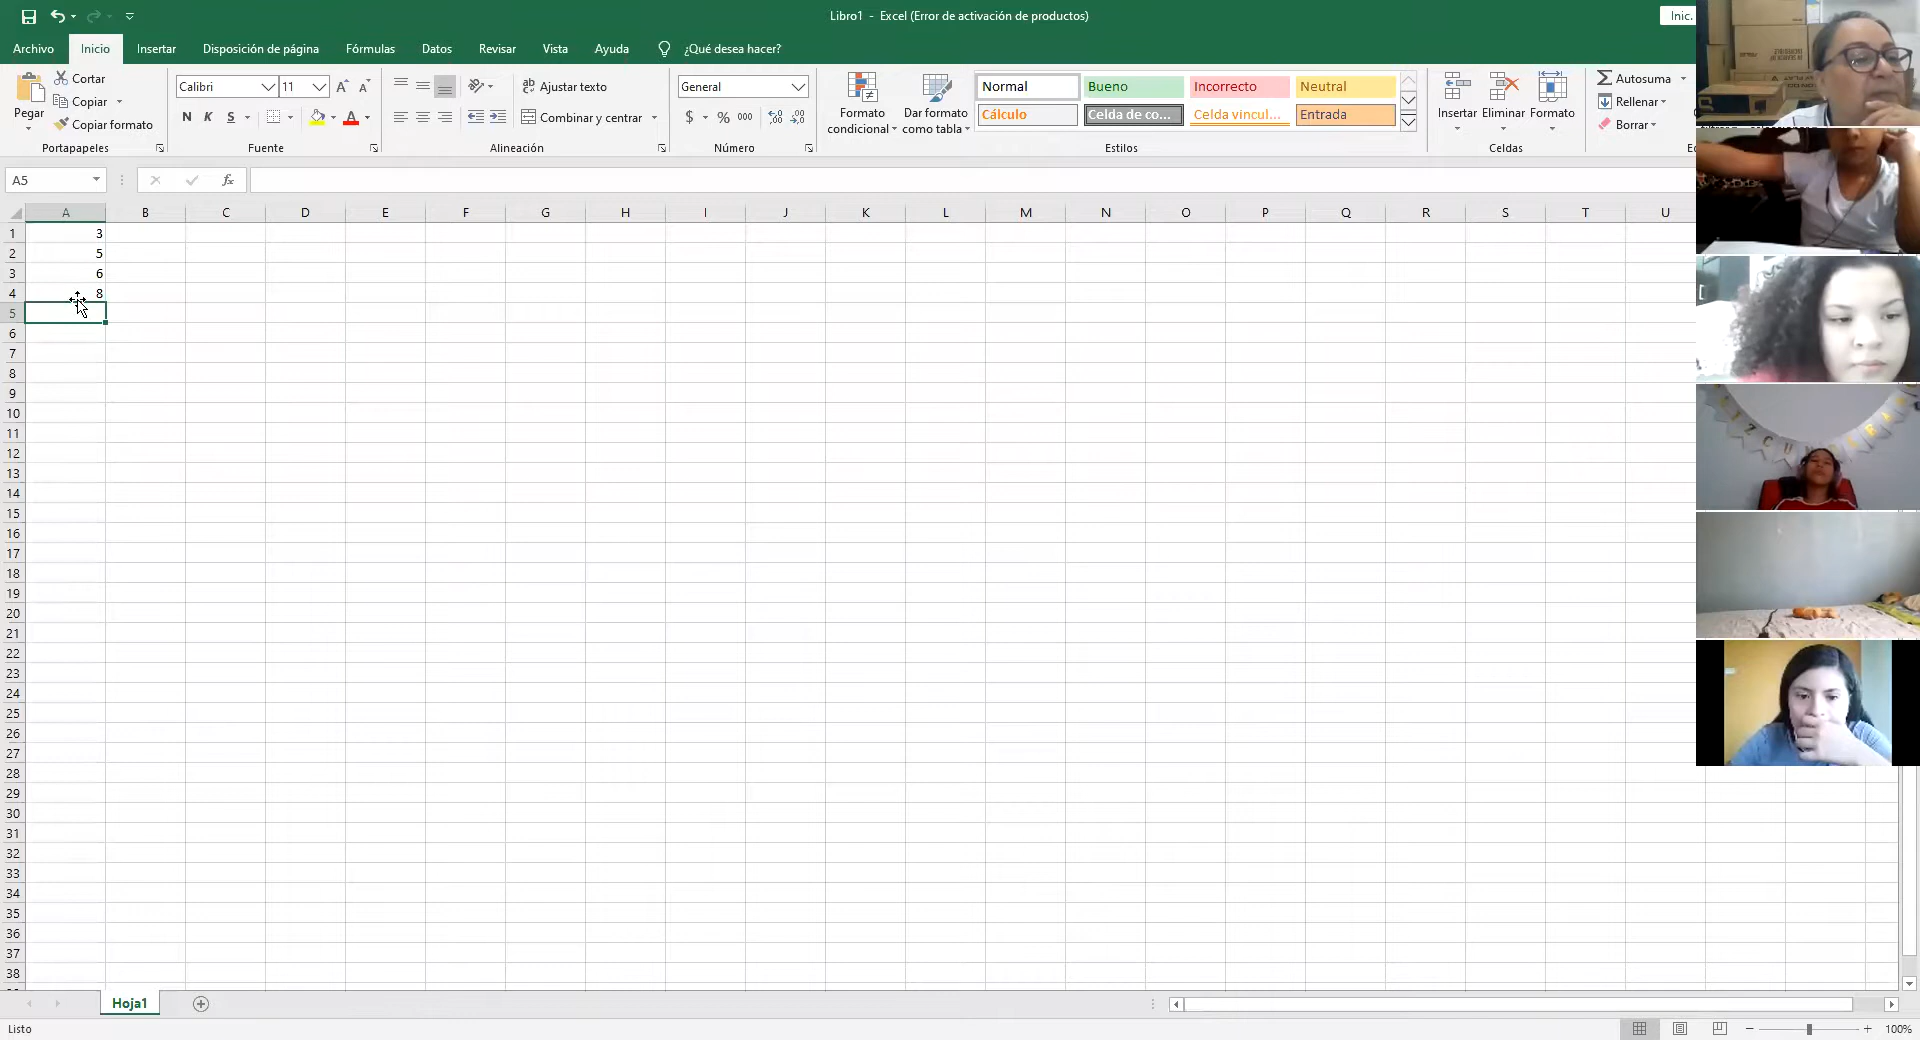 Libro1 - Excel (Error de activación de productos)
Inic.
Archivo Inicio Insertar Disposición de página Fórmulas Datos Revisar Vista Ayuda ¿Qué desea hacer?
Pegar
Cortar
Copiar
Copiar formato
Portapapeles
Calibri 11
N K S
Fuente
Ajustar texto
Combinar y centrar
Alineación
General
$ % 000
Número
Formato condicional
Dar formato como tabla
Normal Bueno Incorrecto Neutral
Cálculo Celda de co... Celda vincul... Entrada
Estilos
Insertar Eliminar Formato
Celdas
Autosuma
Rellenar
Borrar
A5 fx
A B C D E F G H I J K L M N O P Q R S T U
1 3
2 5
3 6
4 8
5
6
7
8
9
10
11
12
13
14
15
16
17
18
19
20
21
22
23
24
25
26
27
28
29
30
31
32
33
34
35
36
37
38
Hoja1
Listo
100%